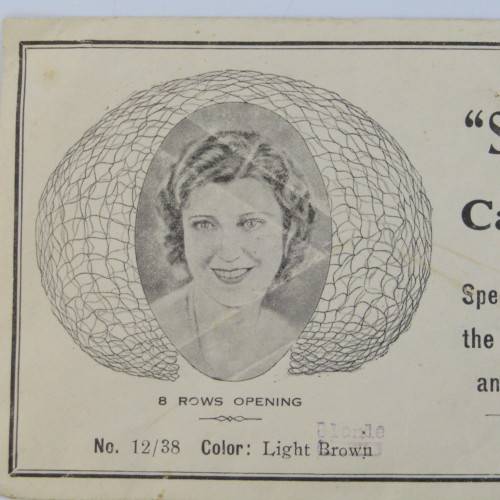 "S
Ca
Spe
the
an
8 ROWS OPENING
No. 12/38 Color: Light Brown